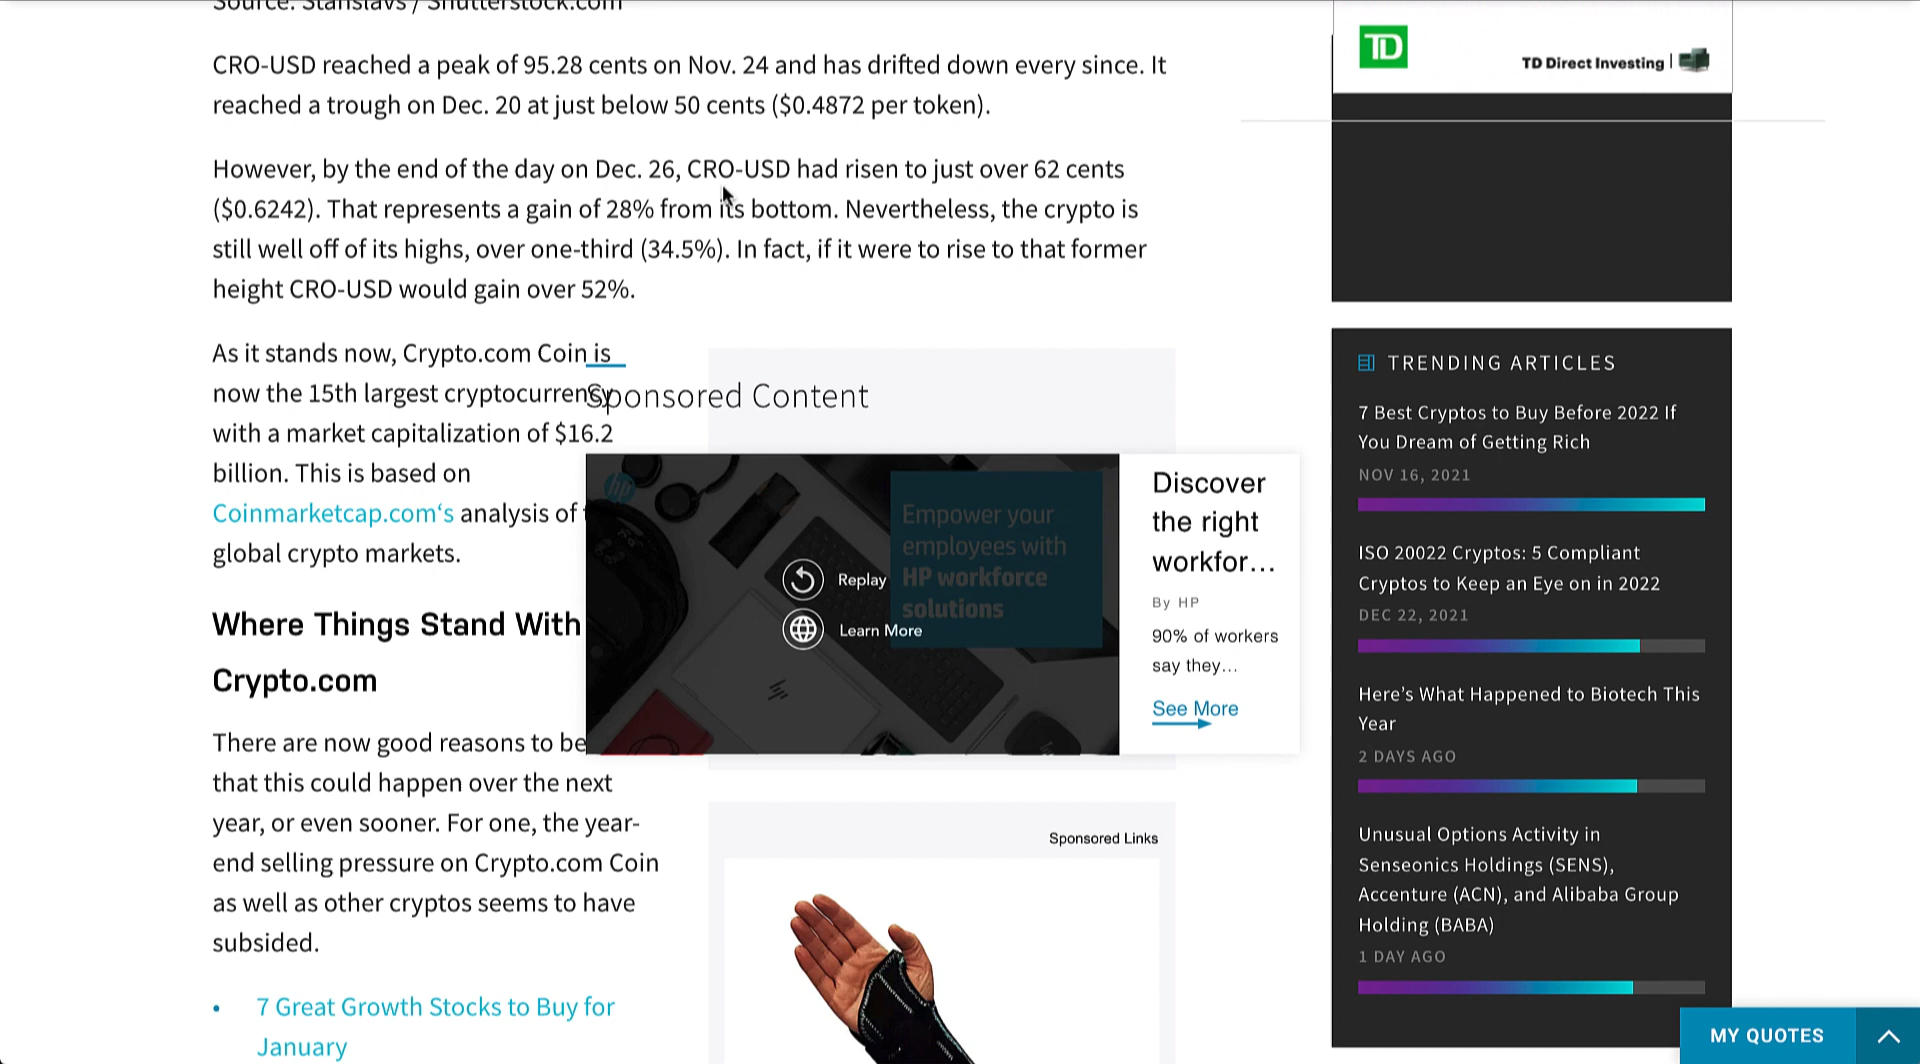 Source: Stanslavs / Shutterstock.com
CRO-USD reached a peak of 95.28 cents on Nov. 24 and has drifted down every since. It
reached a trough on Dec. 20 at just below 50 cents ($0.4872 per token).
However, by the end of the day on Dec. 26, CRO-USD had risen to just over 62 cents
($0.6242). That represents a gain of 28% from its bottom. Nevertheless, the crypto is
still well off of its highs, over one-third (34.5%). In fact, if it were to rise to that former
height CRO-USD would gain over 52%.
As it stands now, Crypto.com Coin is
now the 15th largest cryptocurrency
with a market capitalization of $16.2
billion. This is based on
Coinmarketcap.com‘s analysis of
global crypto markets.
Where Things Stand With
Crypto.com
There are now good reasons to be
that this could happen over the next
year, or even sooner. For one, the year-
end selling pressure on Crypto.com Coin
as well as other cryptos seems to have
subsided.
• 7 Great Growth Stocks to Buy for
January
Sponsored Content
hp
Empower your
employees with
HP workforce
solutions
Replay
Learn More
Discover
the right
workfor...
By HP
90% of workers
say they...
See More
Sponsored Links
TD
TD Direct Investing
TRENDING ARTICLES
7 Best Cryptos to Buy Before 2022 If
You Dream of Getting Rich
NOV 16, 2021
ISO 20022 Cryptos: 5 Compliant
Cryptos to Keep an Eye on in 2022
DEC 22, 2021
Here’s What Happened to Biotech This
Year
2 DAYS AGO
Unusual Options Activity in
Senseonics Holdings (SENS),
Accenture (ACN), and Alibaba Group
Holding (BABA)
1 DAY AGO
MY QUOTES